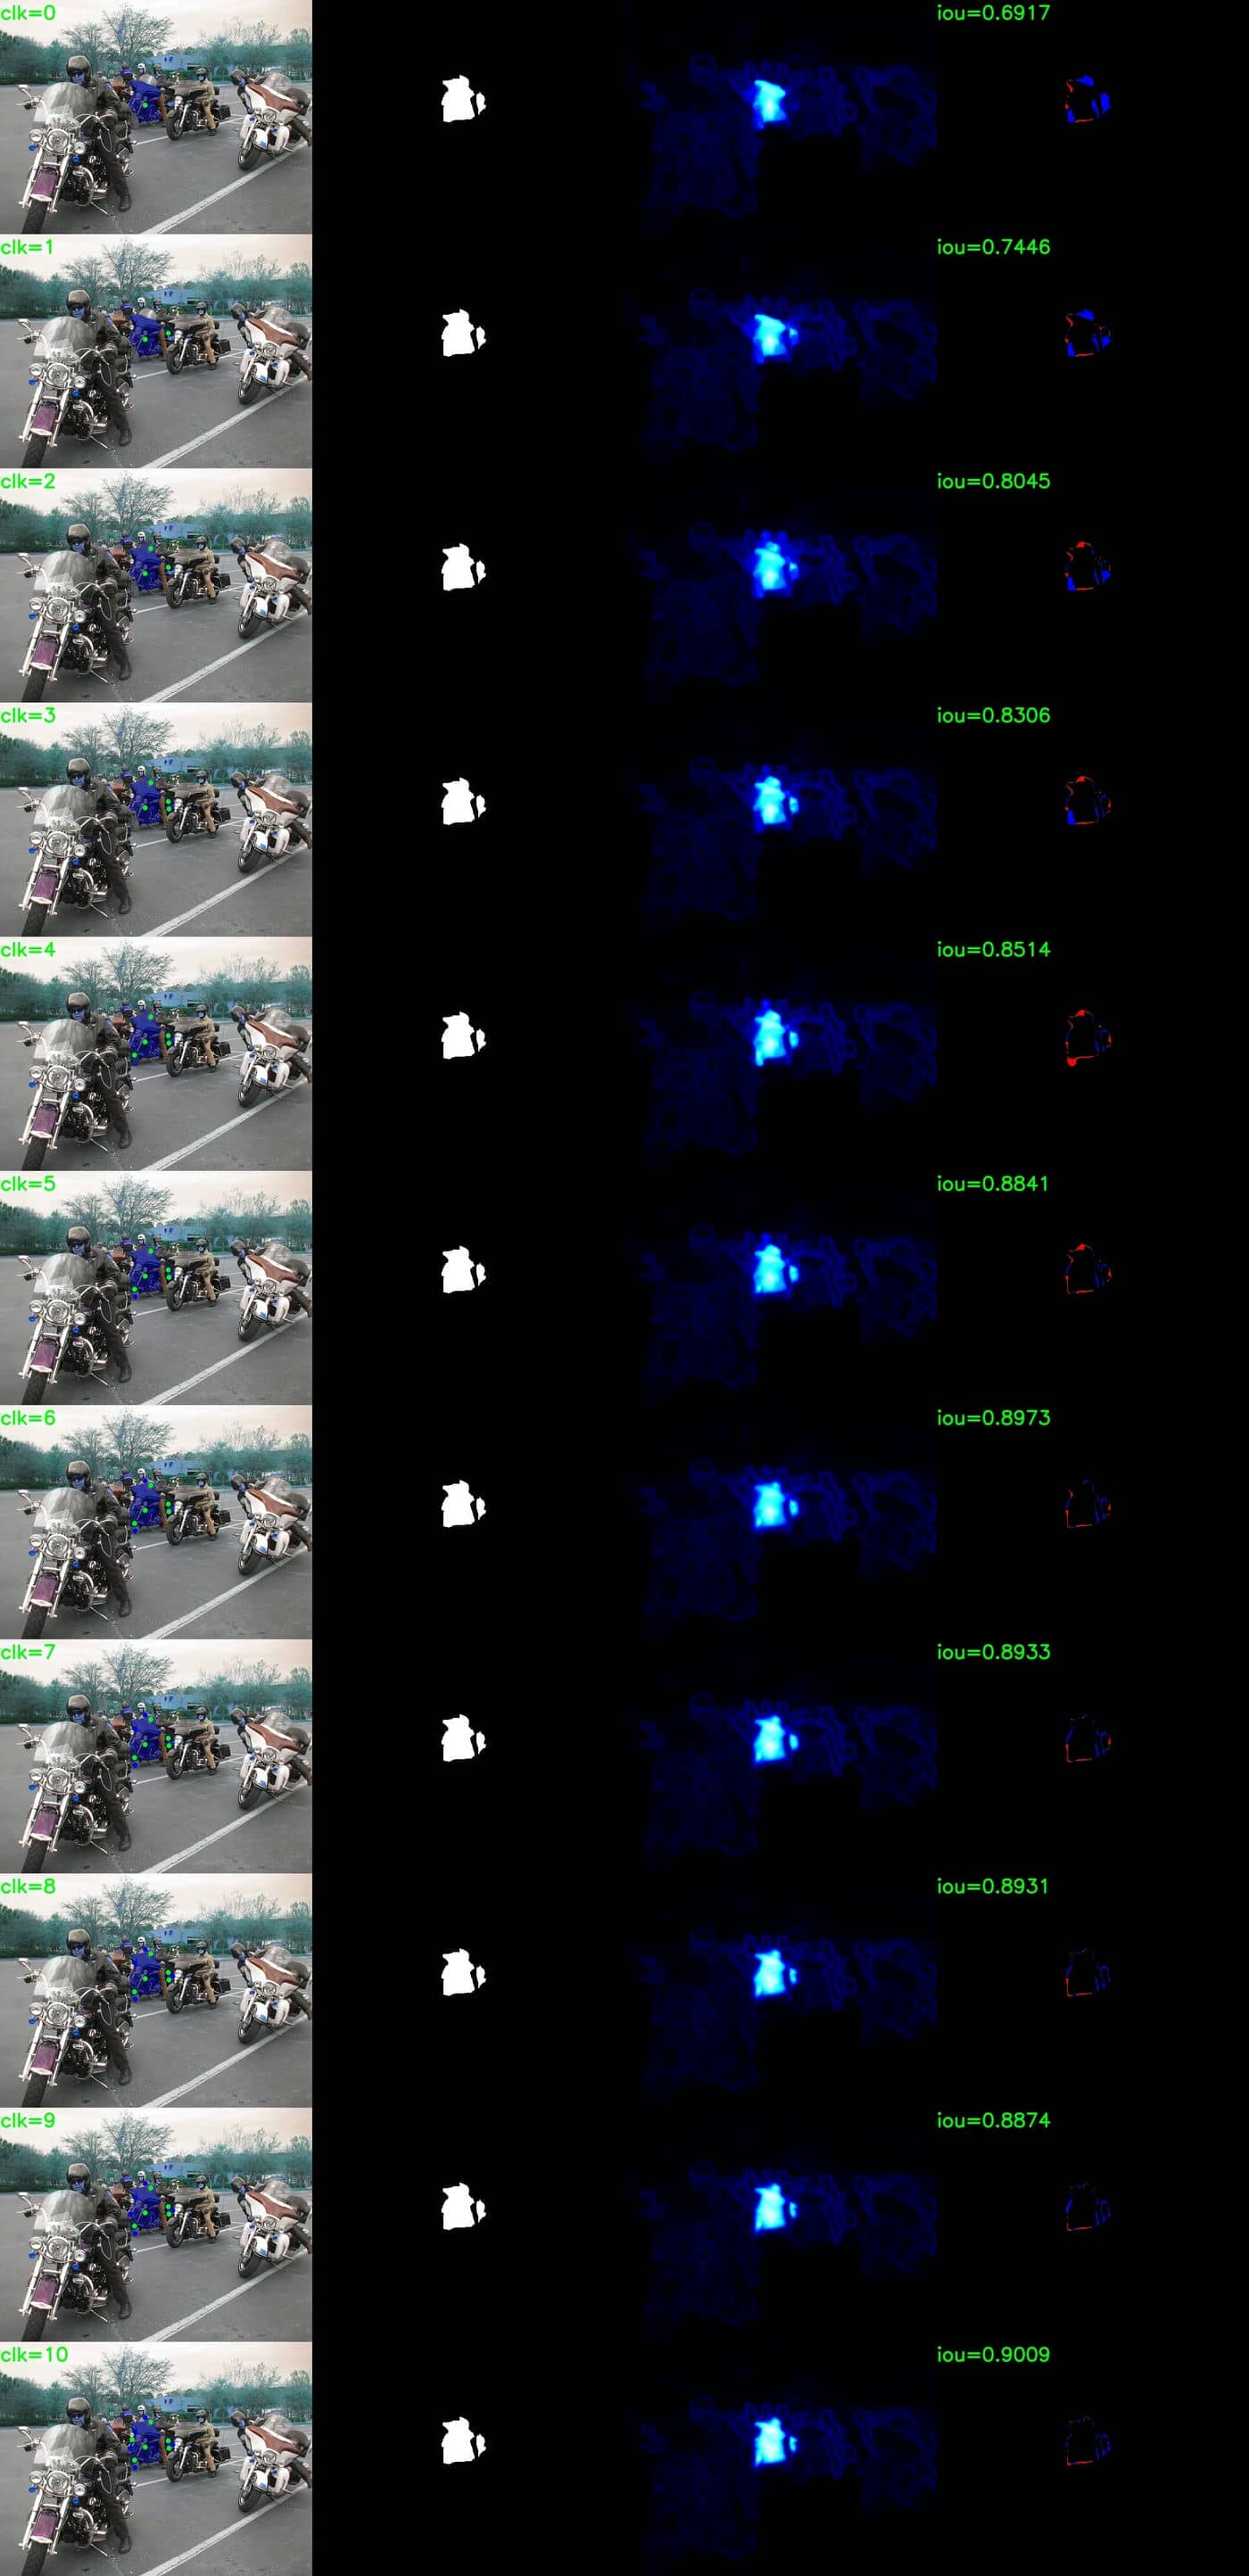 clk=0 iou=0.6917
clk=1 iou=0.7446
clk=2 iou=0.8045
clk=3 iou=0.8306
clk=4 iou=0.8514
clk=5 iou=0.8841
clk=6 iou=0.8973
clk=7 iou=0.8933
clk=8 iou=0.8931
clk=9 iou=0.8874
clk=10 iou=0.9009